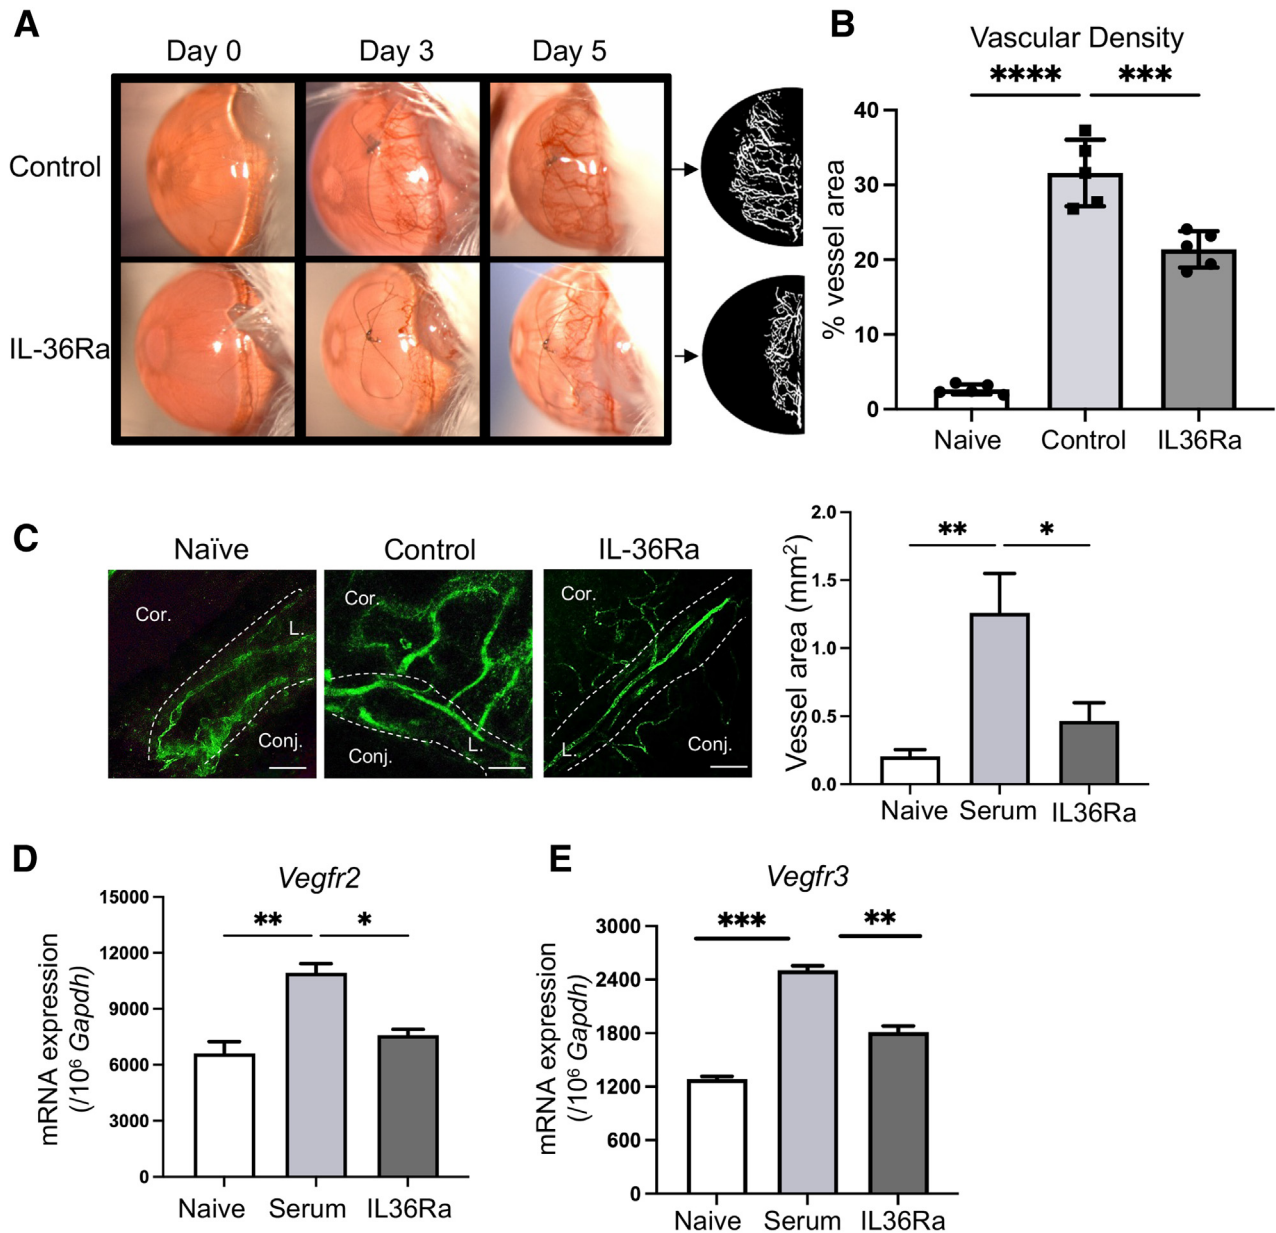 A
Day 0
Day 3
Day 5
Control
IL-36Ra
B
Vascular Density
**** ***
% vessel area
40
30
20
10
0
Naive Control IL36Ra
C
Naïve
Control
IL-36Ra
Cor.
L.
Conj.
Cor.
L.
Conj.
Cor.
L.
Conj.
Vessel area (mm²)
** *
2.0
1.5
1.0
0.5
0.0
Naive Serum IL36Ra
D
Vegfr2
** *
mRNA expression
(/10⁶ Gapdh)
15000
12000
9000
6000
3000
0
Naive Serum IL36Ra
E
Vegfr3
*** **
mRNA expression
(/10⁶ Gapdh)
3000
2400
1800
1200
600
0
Naive Serum IL36Ra